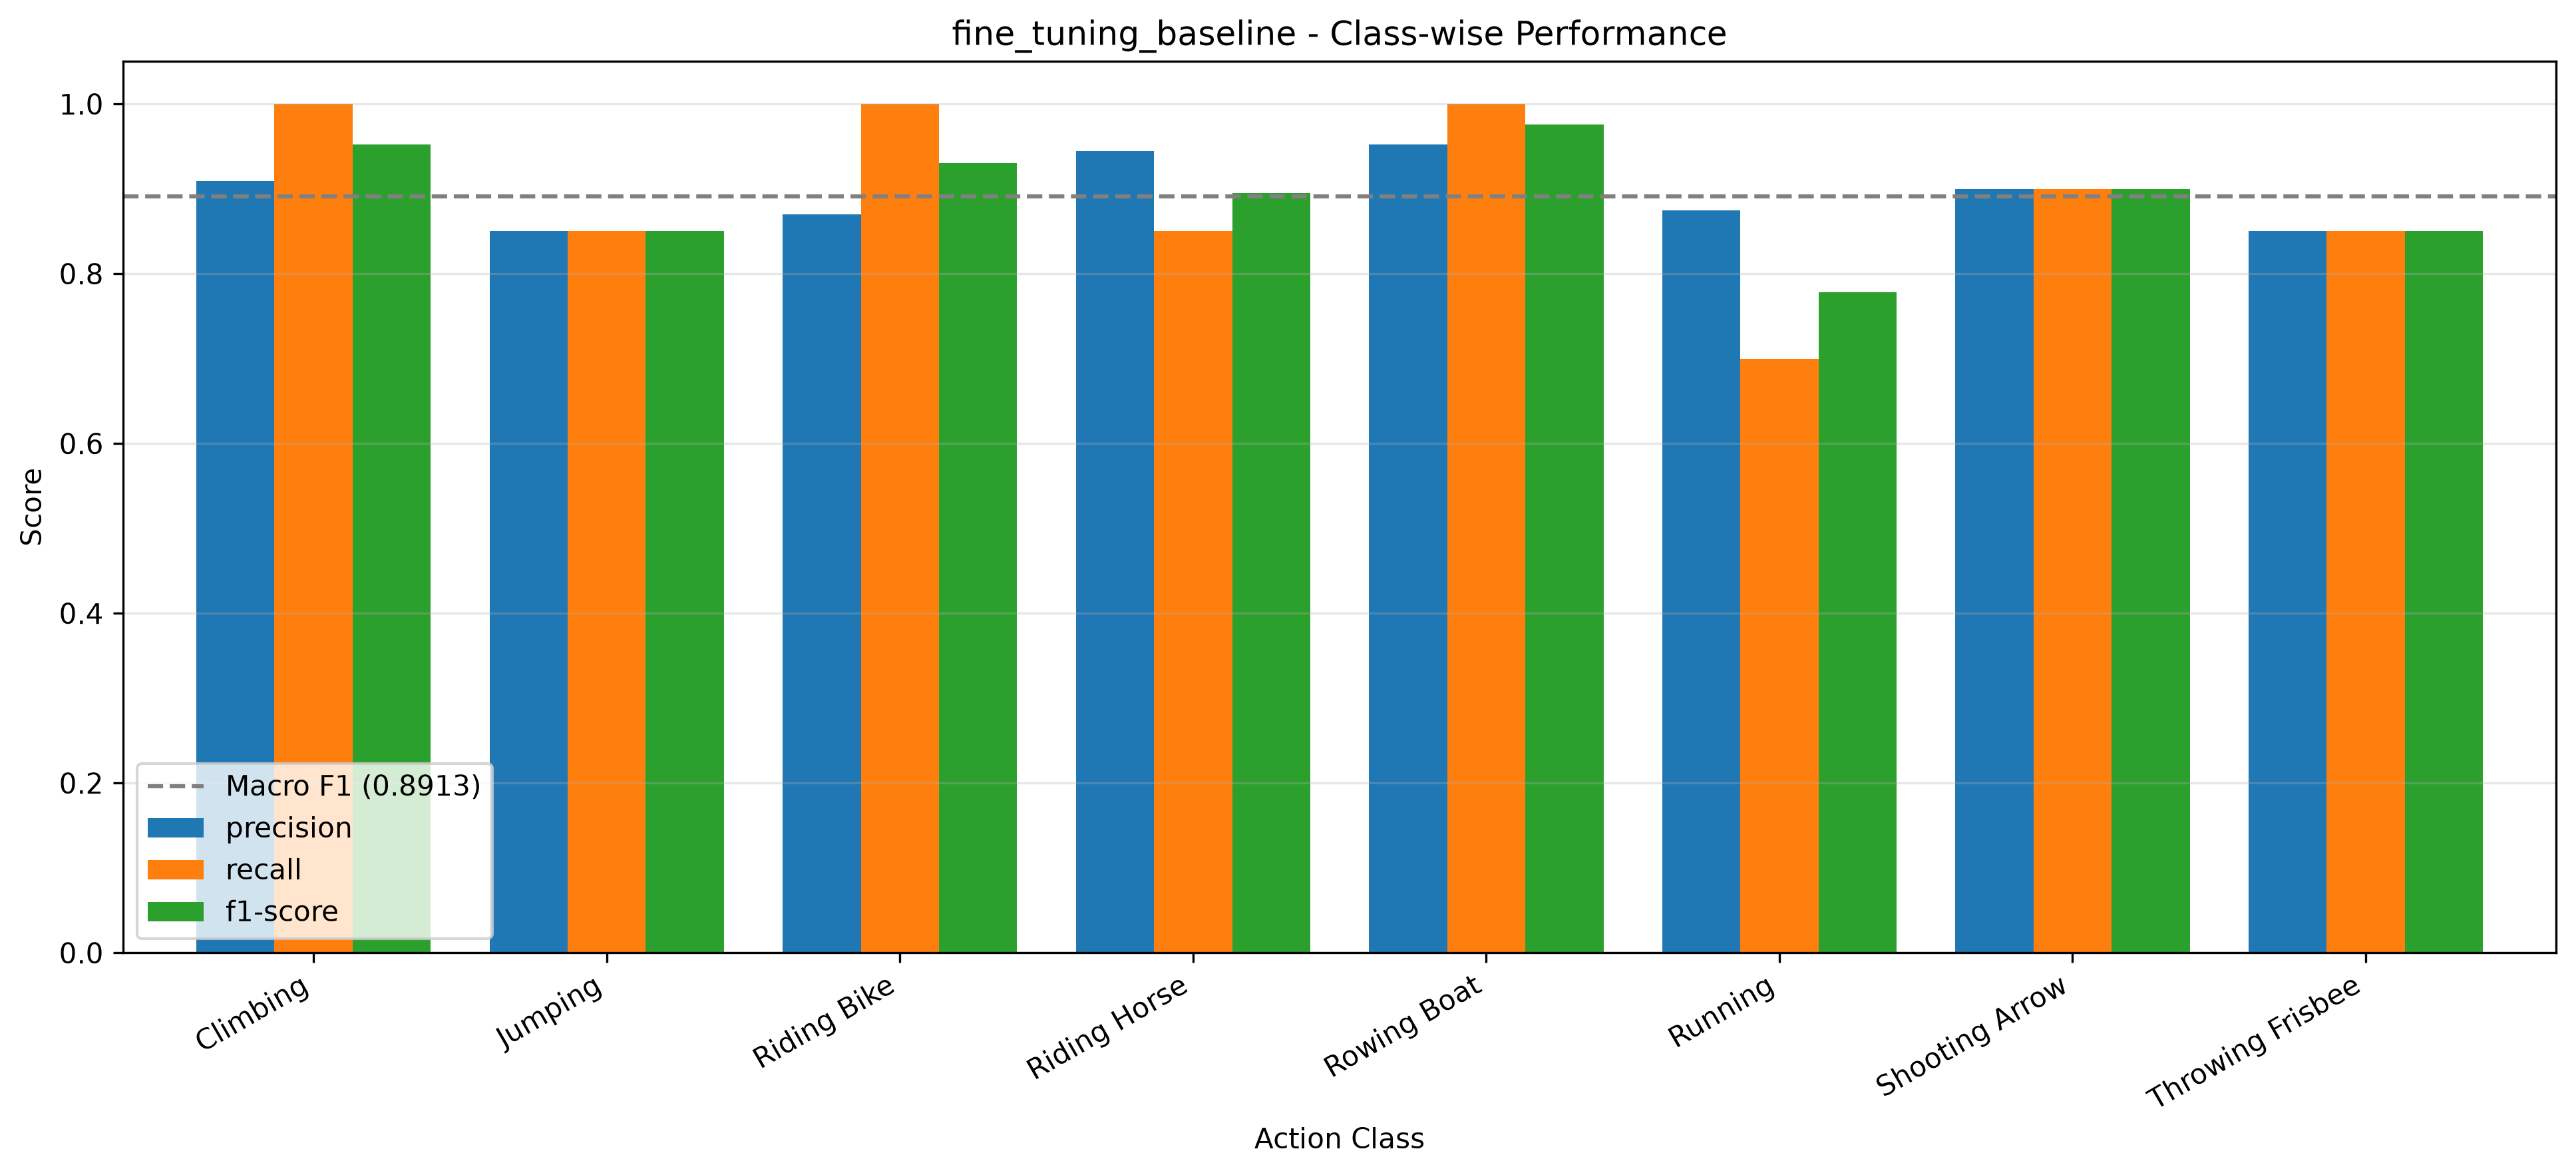 fine_tuning_baseline - Class-wise Performance
Score
1.0
0.8
0.6
0.4
0.2
0.0
Macro F1 (0.8913)
precision
recall
f1-score
Climbing
Jumping
Riding Bike
Riding Horse
Rowing Boat
Running
Shooting Arrow
Throwing Frisbee
Action Class